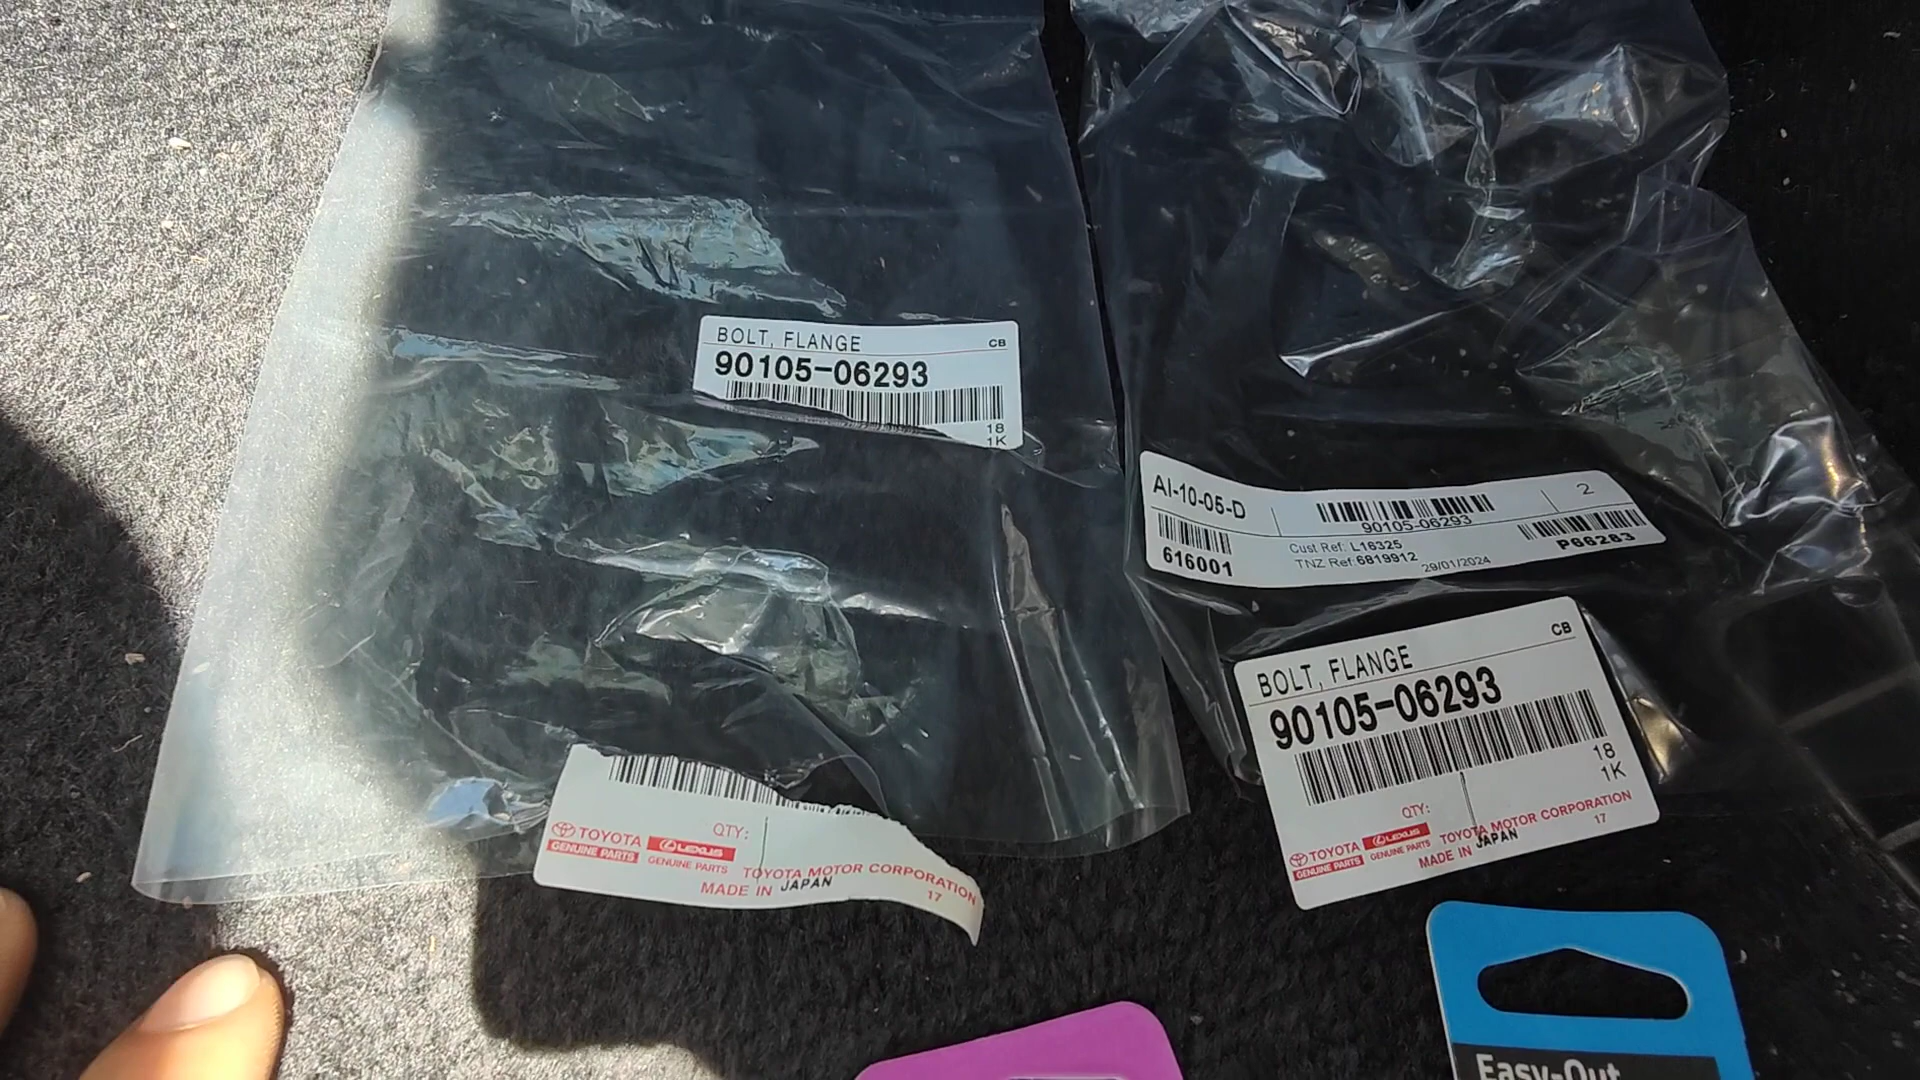 BOLT, FLANGE
CB
90105-06293
18
1K
QTY:
TOYOTA
GENUINE PARTS
LEXUS
GENUINE PARTS
TOYOTA MOTOR CORPORATION
MADE IN JAPAN
17
AI-10-05-D
90105-06293
2
616001
Cust Ref: L16325
TNZ Ref:6819912
29/01/2024
P66283
BOLT, FLANGE
CB
90105-06293
18
1K
QTY:
TOYOTA
GENUINE PARTS
LEXUS
GENUINE PARTS
TOYOTA MOTOR CORPORATION
MADE IN JAPAN
17
Easy-Out